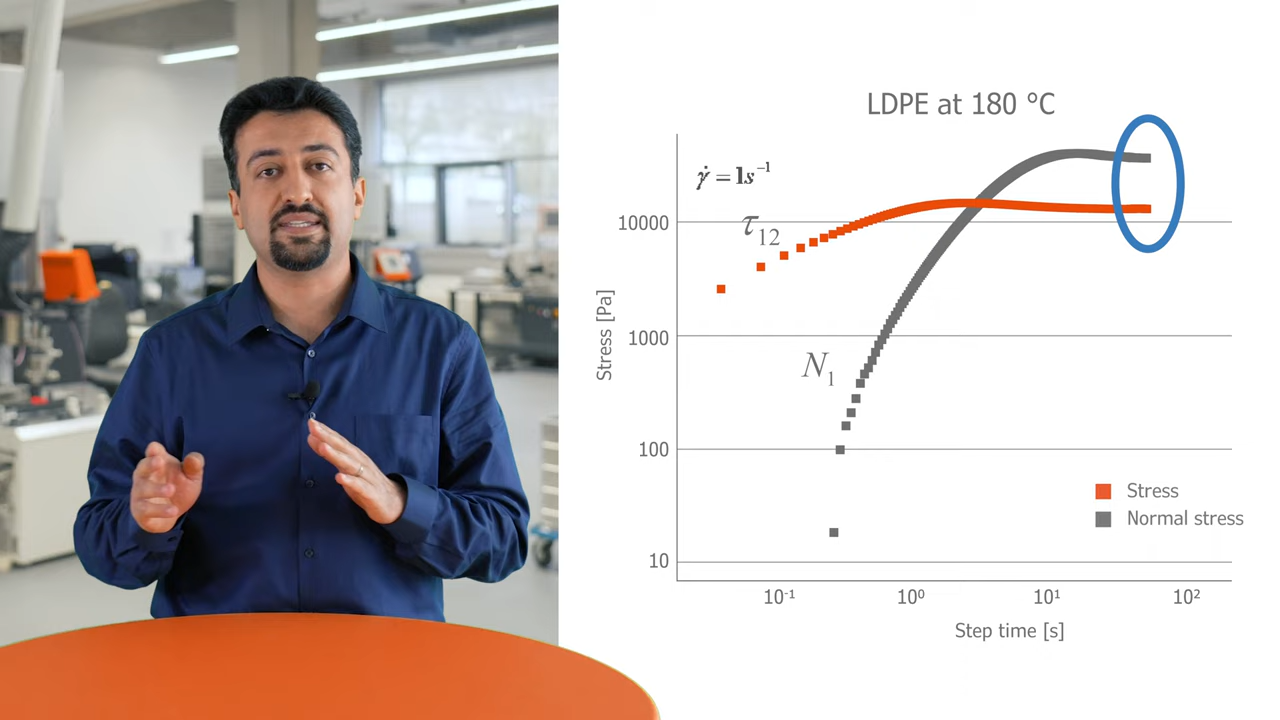 LDPE at 180 °C
γ̇ = 1s⁻¹
τ₁₂
N₁
Stress [Pa]
10000
1000
100
10
10⁻¹ 10⁰ 10¹ 10²
Step time [s]
Stress
Normal stress